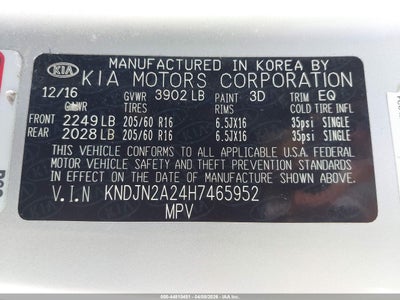 MANUFACTURED IN KOREA BY
KIA KIA MOTORS CORPORATION
12/16 GVWR 3902 LB PAINT 3D TRIM EQ
GAWR TIRES RIMS COLD TIRE INFL
FRONT 2249 LB 205/60 R16 6.5JX16 35psi SINGLE
REAR 2028 LB 205/60 R16 6.5JX16 35psi SINGLE
THIS VEHICLE CONFORMS TO ALL APPLICABLE U.S.A. FEDERAL
MOTOR VEHICLE SAFETY, BUMPER, AND THEFT PREVENTION
STANDARDS IN EFFECT ON THE
DATE OF MANUFACTURE SHOWN ABOVE.
V.I.N KNDJN2A24H7465952
MPV